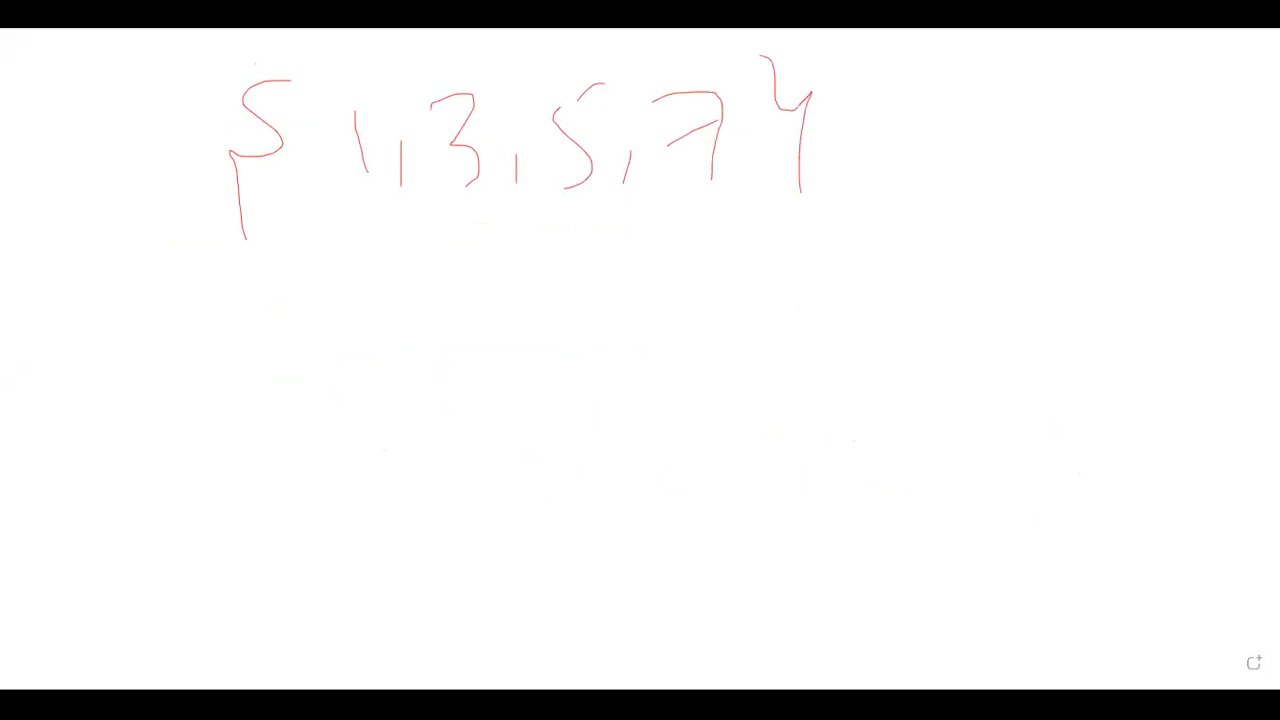 { 1, 3, 5, 7 }